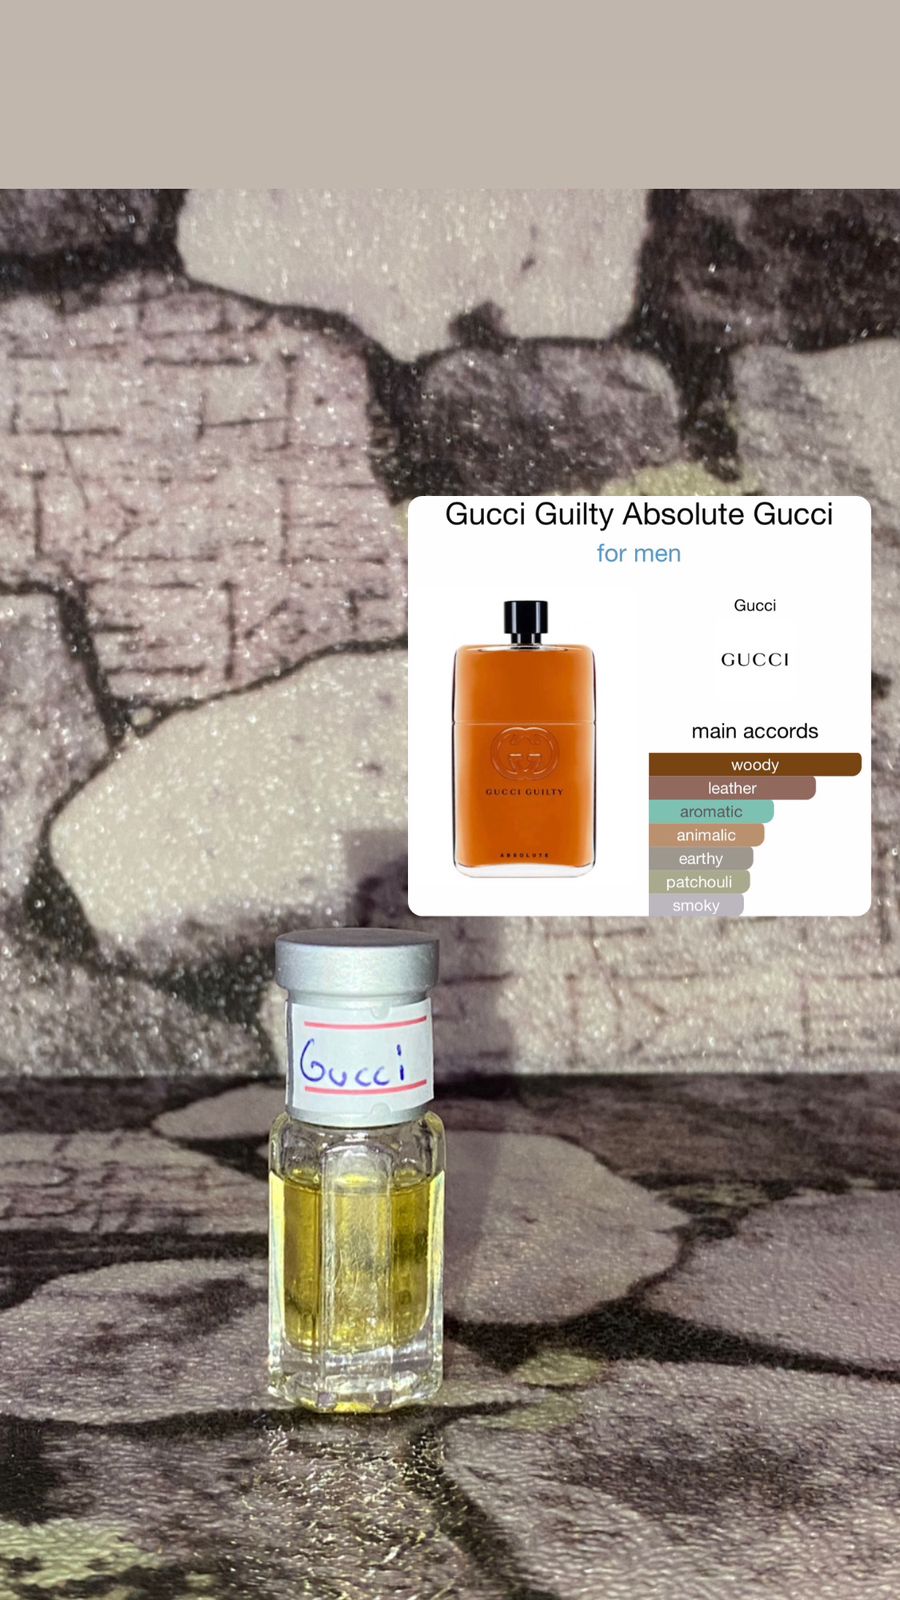 Gucci Guilty Absolute Gucci
for men
Gucci
GUCCI
main accords
woody
leather
aromatic
animalic
earthy
patchouli
smoky
GUCCI GUILTY
ABSOLUTE
Gucci